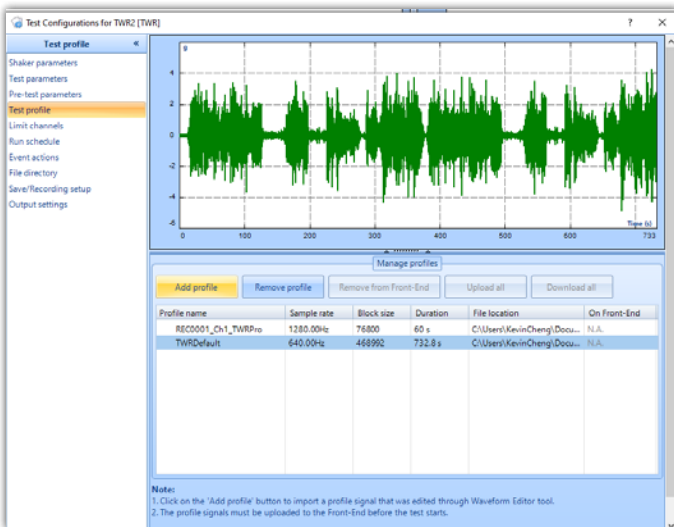 Test Configurations for TWR2 [TWR]
Test profile «
Shaker parameters
Test parameters
Pre-test parameters
Test profile
Limit channels
Run schedule
Event actions
File directory
Save/Recording setup
Output settings
g
4
2
0
-2
-4
-6
Time (s)
0 100 200 300 400 500 600 733
Manage profiles
Add profile Remove profile Remove from Front-End Upload all Download all
Profile name Sample rate Block size Duration File location On Front-End
REC0001_Ch1_TWRPro 1280.00Hz 76800 60 s C:\Users\KevinCheng\Docu... N.A.
TWRDefault 640.00Hz 468992 732.8 s C:\Users\KevinCheng\Docu... N.A.
Note:
1. Click on the 'Add profile' button to import a profile signal that was edited through Waveform Editor tool.
2. The profile signals must be uploaded to the Front-End before the test starts.